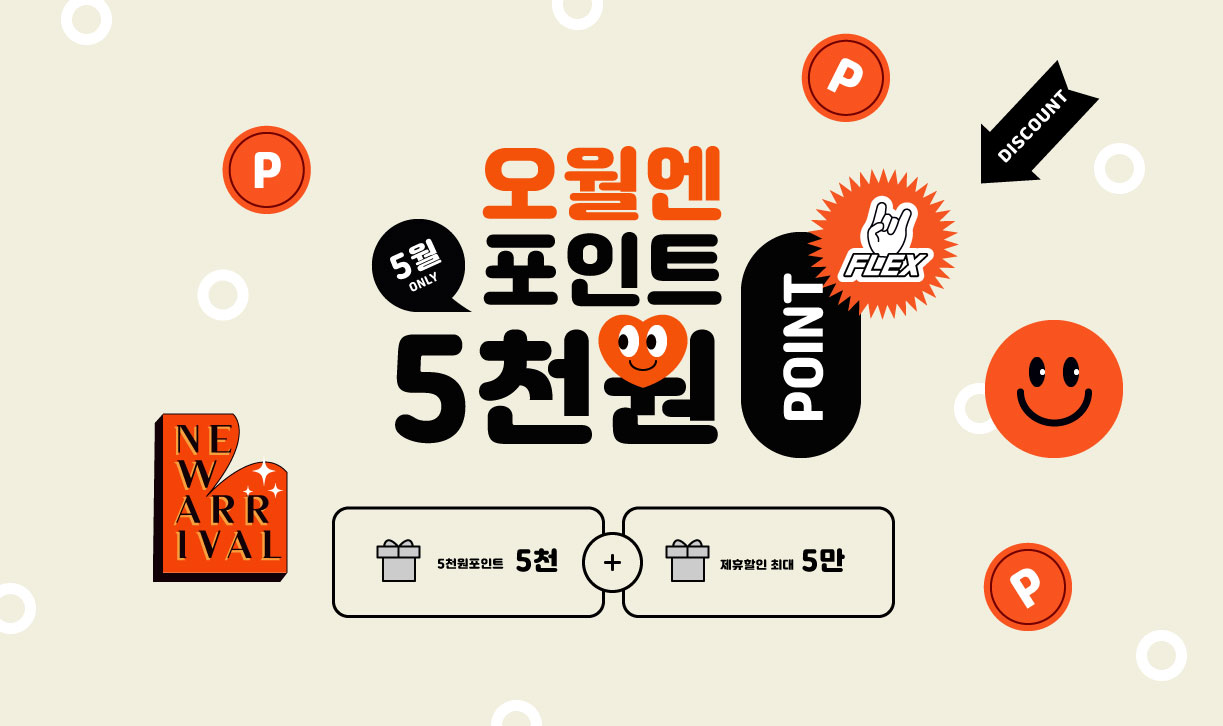 P
P
DISCOUNT
오월엔
포인트
5천원
5월
ONLY
POINT
FLEX
NE
W
ARR
IVAL
5천원포인트 5천
+
제휴할인 최대 5만
P